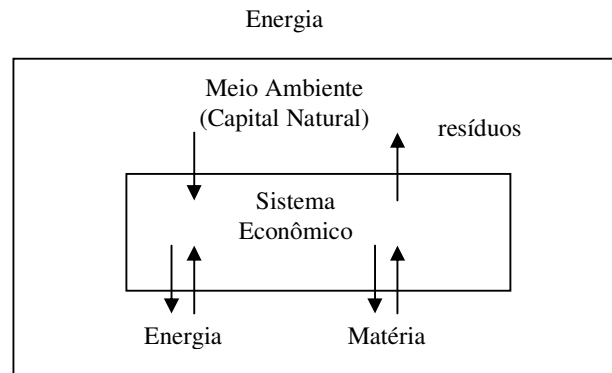 Energia
Meio Ambiente
(Capital Natural)
resíduos
Sistema
Econômico
Energia
Matéria